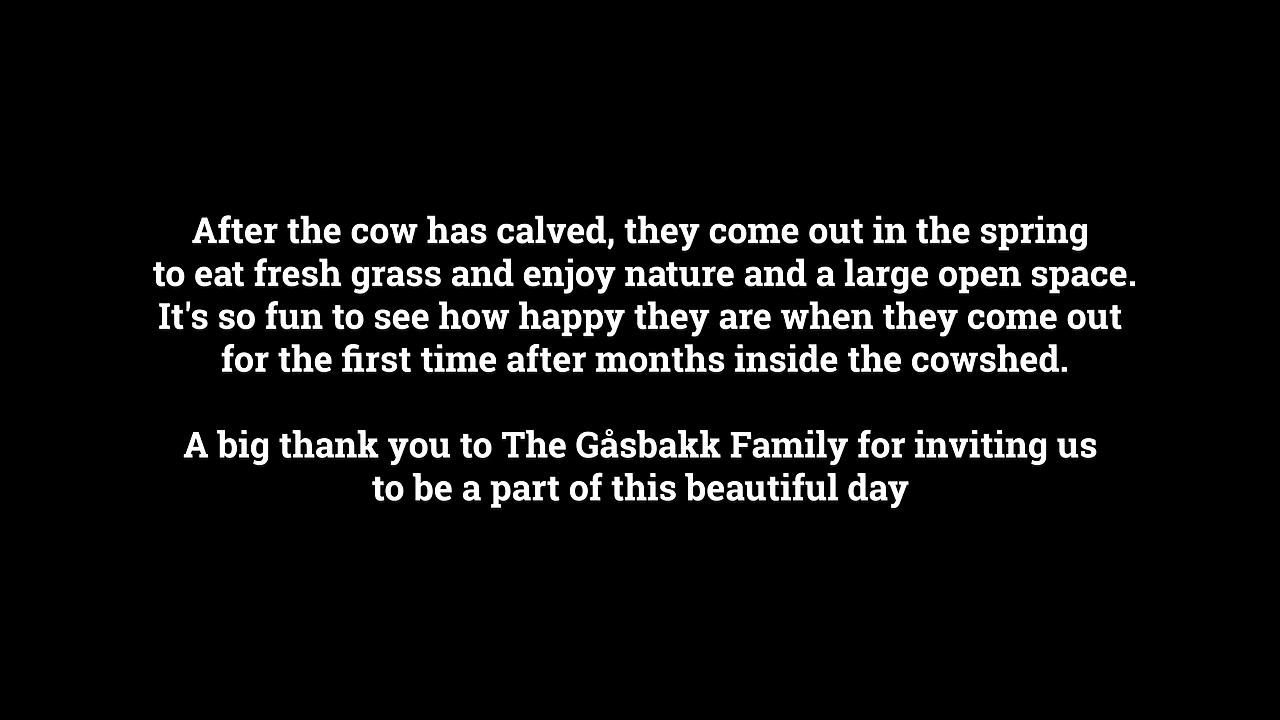 After the cow has calved, they come out in the spring
to eat fresh grass and enjoy nature and a large open space.
It's so fun to see how happy they are when they come out
for the first time after months inside the cowshed.
A big thank you to The Gåsbakk Family for inviting us
to be a part of this beautiful day